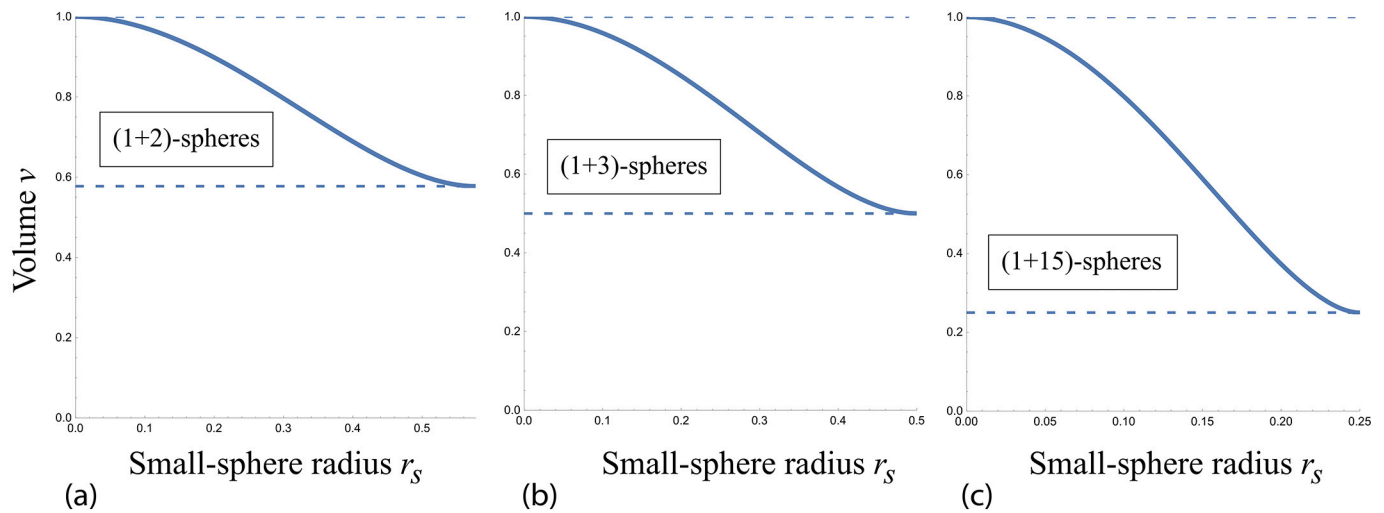 Volume v
1.0
0.8
0.6
0.4
0.2
0.0
(1+2)-spheres
0.0 0.1 0.2 0.3 0.4 0.5
Small-sphere radius rs
(a)
1.0
0.8
0.6
0.4
0.2
0.0
(1+3)-spheres
0.0 0.1 0.2 0.3 0.4 0.5
Small-sphere radius rs
(b)
1.0
0.8
0.6
0.4
0.2
0.0
(1+15)-spheres
0.00 0.05 0.10 0.15 0.20 0.25
Small-sphere radius rs
(c)